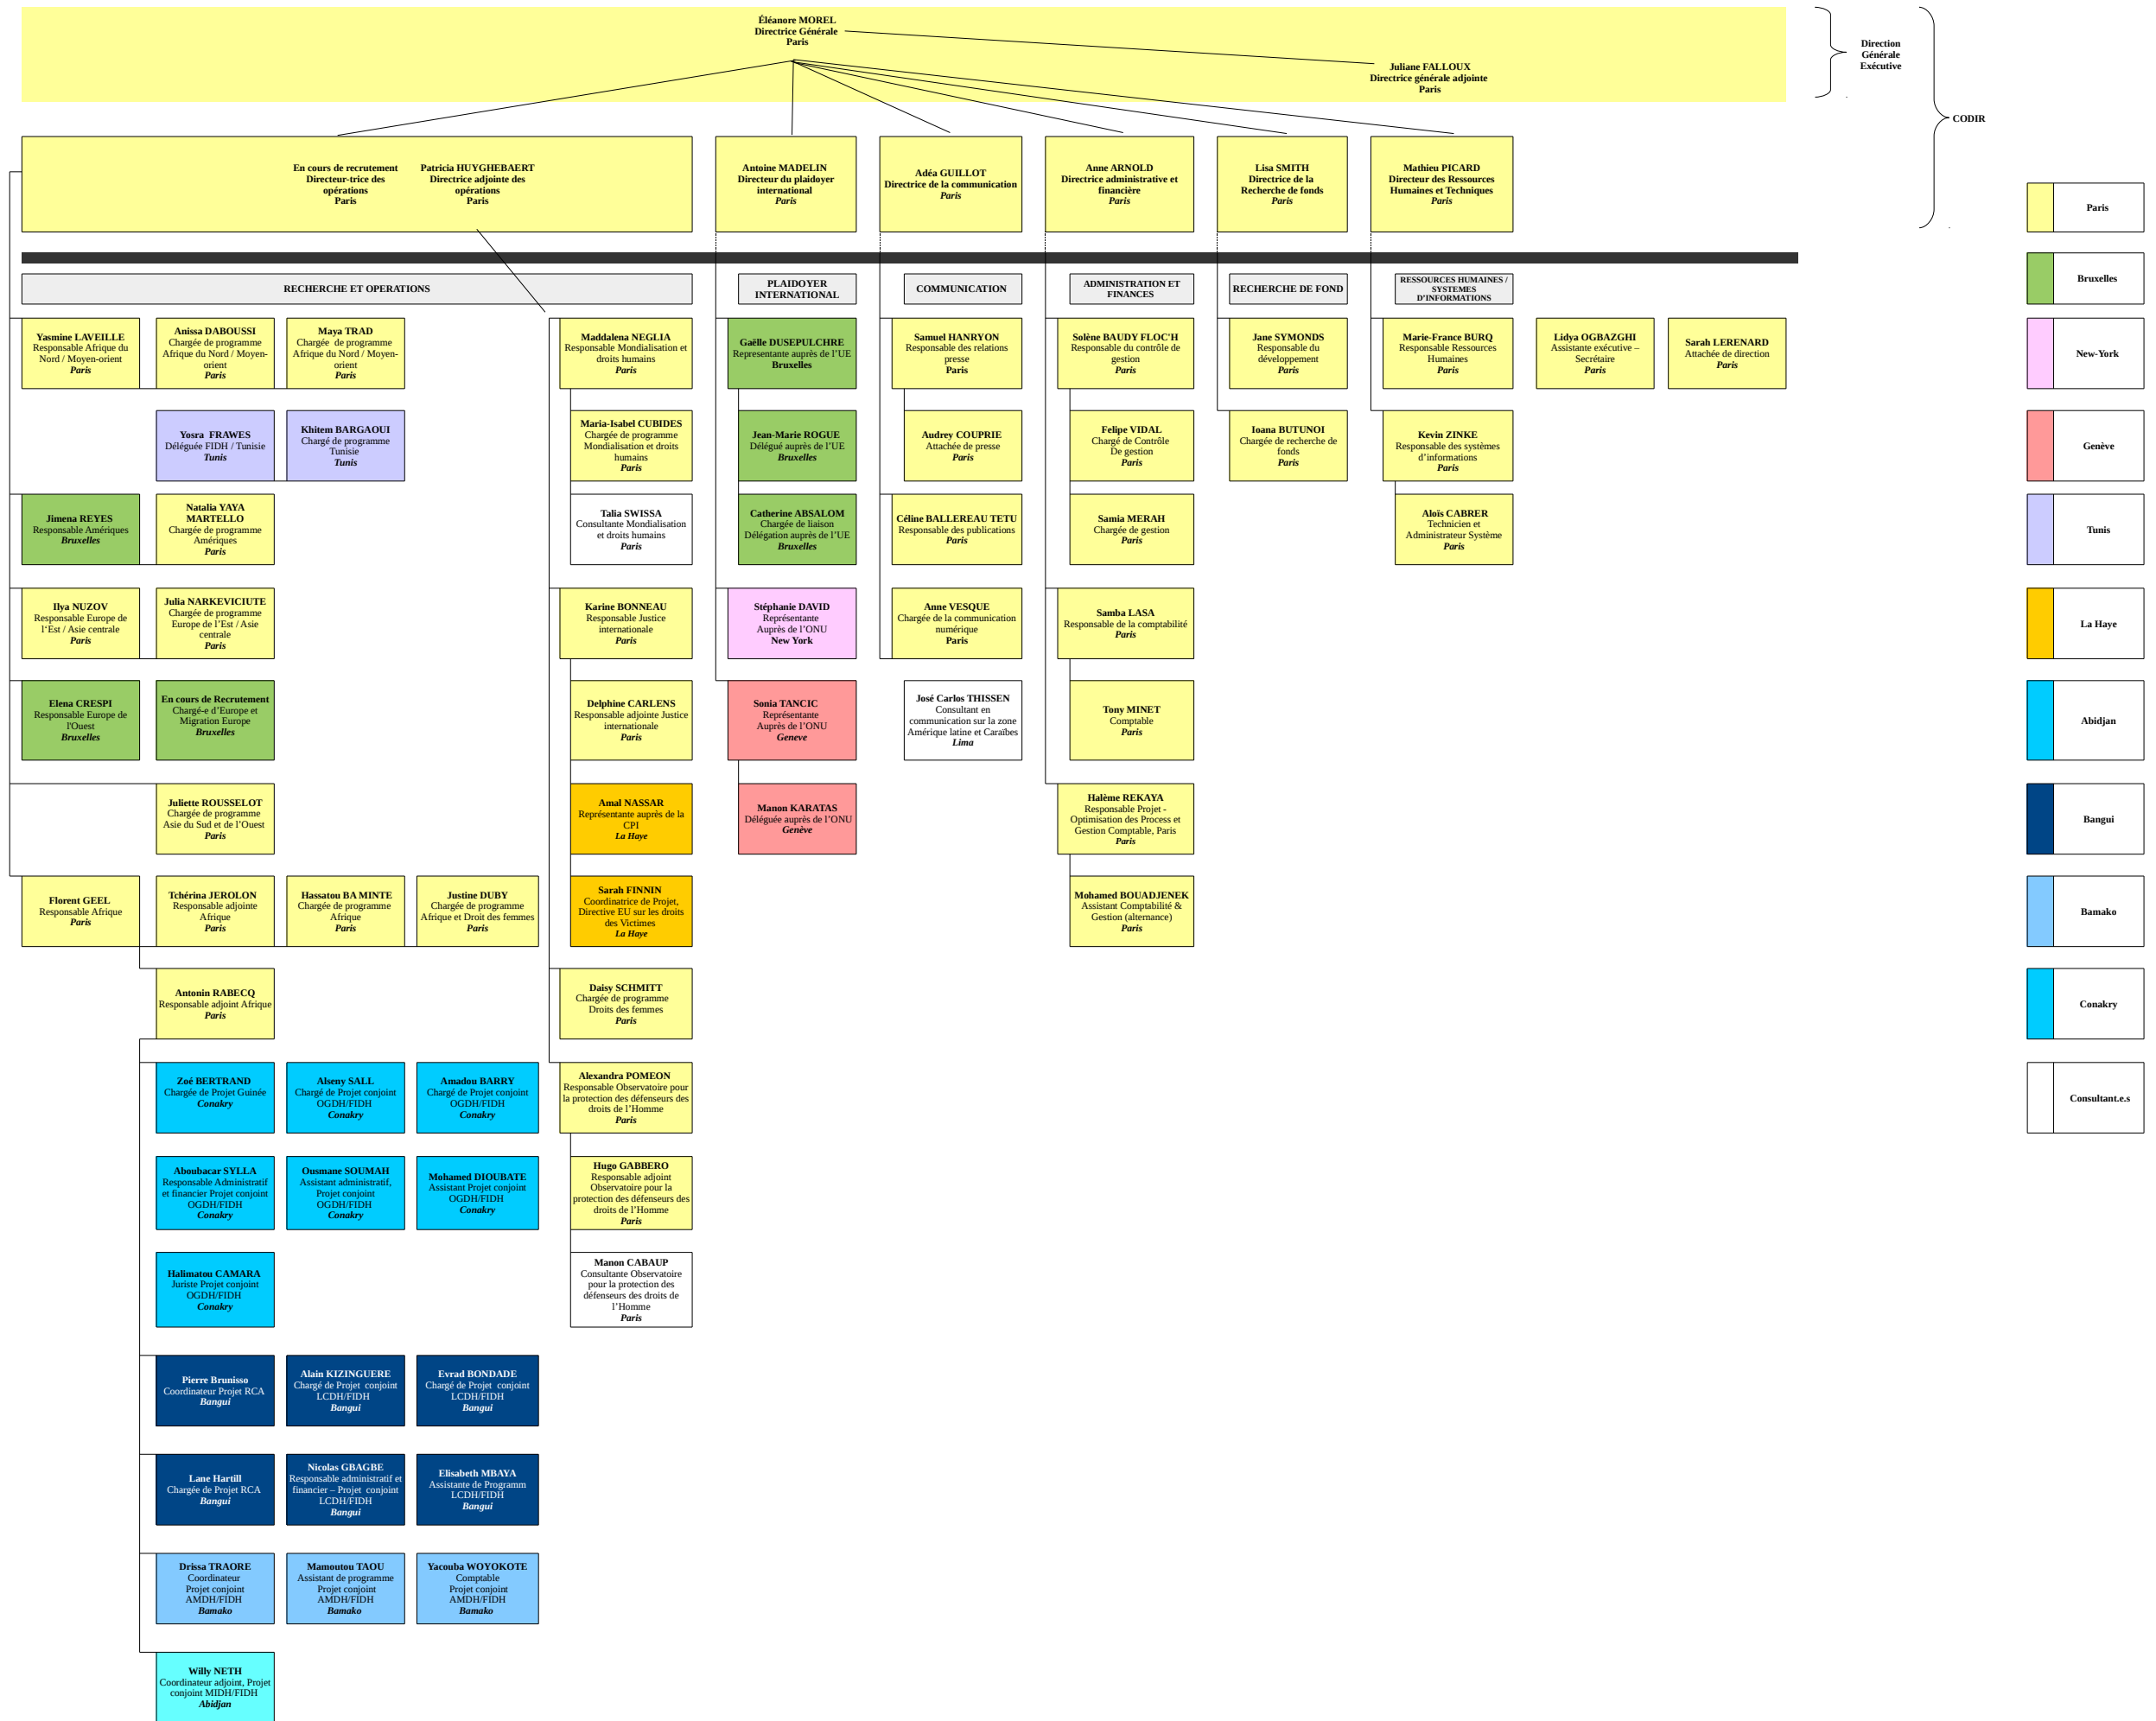 Éléanore MOREL
Directrice Générale
Paris
Juliane FALLOUX
Directrice générale adjointe
Paris
Direction
Générale
Exécutive
CODIR
En cours de recrutement
Directeur-trice des
opérations
Paris
Patricia HUYGHEBAERT
Directrice adjointe des
opérations
Paris
Antoine MADELIN
Directeur du plaidoyer
international
Paris
Adéa GUILLOT
Directrice de la communication
Paris
Anne ARNOLD
Directrice administrative et
financière
Paris
Lisa SMITH
Directrice de la
Recherche de fonds
Paris
Mathieu PICARD
Directeur des Ressources
Humaines et Techniques
Paris
Paris
Bruxelles
New-York
Genève
Tunis
La Haye
Abidjan
Bangui
Bamako
Conakry
Consultant.e.s
RECHERCHE ET OPERATIONS
PLAIDOYER
INTERNATIONAL
COMMUNICATION
ADMINISTRATION ET
FINANCES
RECHERCHE DE FOND
RESSOURCES HUMAINES /
SYSTEMES
D'INFORMATIONS
Yasmine LAVEILLE
Responsable Afrique du
Nord / Moyen-orient
Paris
Anissa DABOUSSI
Chargée de programme
Afrique du Nord / Moyen-
orient
Paris
Maya TRAD
Chargée de programme
Afrique du Nord / Moyen-
orient
Paris
Maddalena NEGLIA
Responsable Mondialisation et
droits humains
Paris
Gaëlle DUSEPULCHRE
Representante auprès de l'UE
Bruxelles
Samuel HANRYON
Responsable des relations
presse
Paris
Solène BAUDY FLOC'H
Responsable du contrôle de
gestion
Paris
Jane SYMONDS
Responsable du
développement
Paris
Marie-France BURQ
Responsable Ressources
Humaines
Paris
Lidya OGBAZGHI
Assistante exécutive –
Secrétaire
Paris
Sarah LERENARD
Attachée de direction
Paris
Yosra FRAWES
Déléguée FIDH / Tunisie
Tunis
Khitem BARGAOUI
Chargé de programme
Tunisie
Tunis
Maria-Isabel CUBIDES
Chargée de programme
Mondialisation et droits
humains
Paris
Jean-Marie ROGUE
Délégué auprès de l'UE
Bruxelles
Audrey COUPRIE
Attachée de presse
Paris
Felipe VIDAL
Chargé de Contrôle
De gestion
Paris
Ioana BUTUNOI
Chargée de recherche de
fonds
Paris
Kevin ZINKE
Responsable des systèmes
d'informations
Paris
Jimena REYES
Responsable Amériques
Bruxelles
Natalia YAYA
MARTELLO
Chargée de programme
Amériques
Paris
Talia SWISSA
Consultante Mondialisation
et droits humains
Paris
Catherine ABSALOM
Chargée de liaison
Délégation auprès de l'UE
Bruxelles
Céline BALLEREAU TETU
Responsable des publications
Paris
Samia MERAH
Chargée de gestion
Paris
Aloïs CABRER
Technicien et
Administrateur Système
Paris
Ilya NUZOV
Responsable Europe de
l'Est / Asie centrale
Paris
Julia NARKEVICIUTE
Chargée de programme
Europe de l'Est / Asie
centrale
Paris
Karine BONNEAU
Responsable Justice
internationale
Paris
Stéphanie DAVID
Représentante
Auprès de l'ONU
New York
Anne VESQUE
Chargée de la communication
numérique
Paris
Samba LASA
Responsable de la comptabilité
Paris
Elena CRESPI
Responsable Europe de
l'Ouest
Bruxelles
En cours de Recrutement
Chargé-e d'Europe et
Migration Europe
Bruxelles
Delphine CARLENS
Responsable adjointe Justice
internationale
Paris
Sonia TANCIC
Représentante
Auprès de l'ONU
Geneve
José Carlos THISSEN
Consultant en
communication sur la zone
Amérique latine et Caraïbes
Lima
Tony MINET
Comptable
Paris
Juliette ROUSSELOT
Chargée de programme
Asie du Sud et de l'Ouest
Paris
Amal NASSAR
Représentante auprès de la
CPI
La Haye
Manon KARATAS
Déléguée auprès de l'ONU
Genève
Halème REKAYA
Responsable Projet -
Optimisation des Process et
Gestion Comptable, Paris
Paris
Florent GEEL
Responsable Afrique
Paris
Tchérina JEROLON
Responsable adjointe
Afrique
Paris
Hassatou BA MINTE
Chargée de programme
Afrique
Paris
Justine DUBY
Chargée de programme
Afrique et Droit des femmes
Paris
Sarah FINNIN
Coordinatrice de Projet,
Directive EU sur les droits
des Victimes
La Haye
Mohamed BOUADJENEK
Assistant Comptabilité &
Gestion (alternance)
Paris
Antonin RABECQ
Responsable adjoint Afrique
Paris
Daisy SCHMITT
Chargée de programme
Droits des femmes
Paris
Zoé BERTRAND
Chargée de Projet Guinée
Conakry
Alseny SALL
Chargé de Projet conjoint
OGDH/FIDH
Conakry
Amadou BARRY
Chargé de Projet conjoint
OGDH/FIDH
Conakry
Alexandra POMEON
Responsable Observatoire pour
la protection des défenseurs des
droits de l'Homme
Paris
Aboubacar SYLLA
Responsable Administratif
et financier Projet conjoint
OGDH/FIDH
Conakry
Ousmane SOUMAH
Assistant administratif,
Projet conjoint
OGDH/FIDH
Conakry
Mohamed DIOUBATE
Assistant Projet conjoint
OGDH/FIDH
Conakry
Hugo GABBERO
Responsable adjoint
Observatoire pour la
protection des défenseurs des
droits de l'Homme
Paris
Halimatou CAMARA
Juriste Projet conjoint
OGDH/FIDH
Conakry
Manon CABAUP
Consultante Observatoire
pour la protection des
défenseurs des droits de
l'Homme
Paris
Pierre Brunisso
Coordinateur Projet RCA
Bangui
Alain KIZINGUERE
Chargé de Projet conjoint
LCDH/FIDH
Bangui
Evrad BONDADE
Chargé de Projet conjoint
LCDH/FIDH
Bangui
Lane Hartill
Chargée de Projet RCA
Bangui
Nicolas GBAGBE
Responsable administratif et
financier – Projet conjoint
LCDH/FIDH
Bangui
Elisabeth MBAYA
Assistante de Programm
LCDH/FIDH
Bangui
Drissa TRAORE
Coordinateur
Projet conjoint
AMDH/FIDH
Bamako
Mamoutou TAOU
Assistant de programme
Projet conjoint
AMDH/FIDH
Bamako
Yacouba WOYOKOTE
Comptable
Projet conjoint
AMDH/FIDH
Bamako
Willy NETH
Coordinateur adjoint, Projet
conjoint MIDH/FIDH
Abidjan